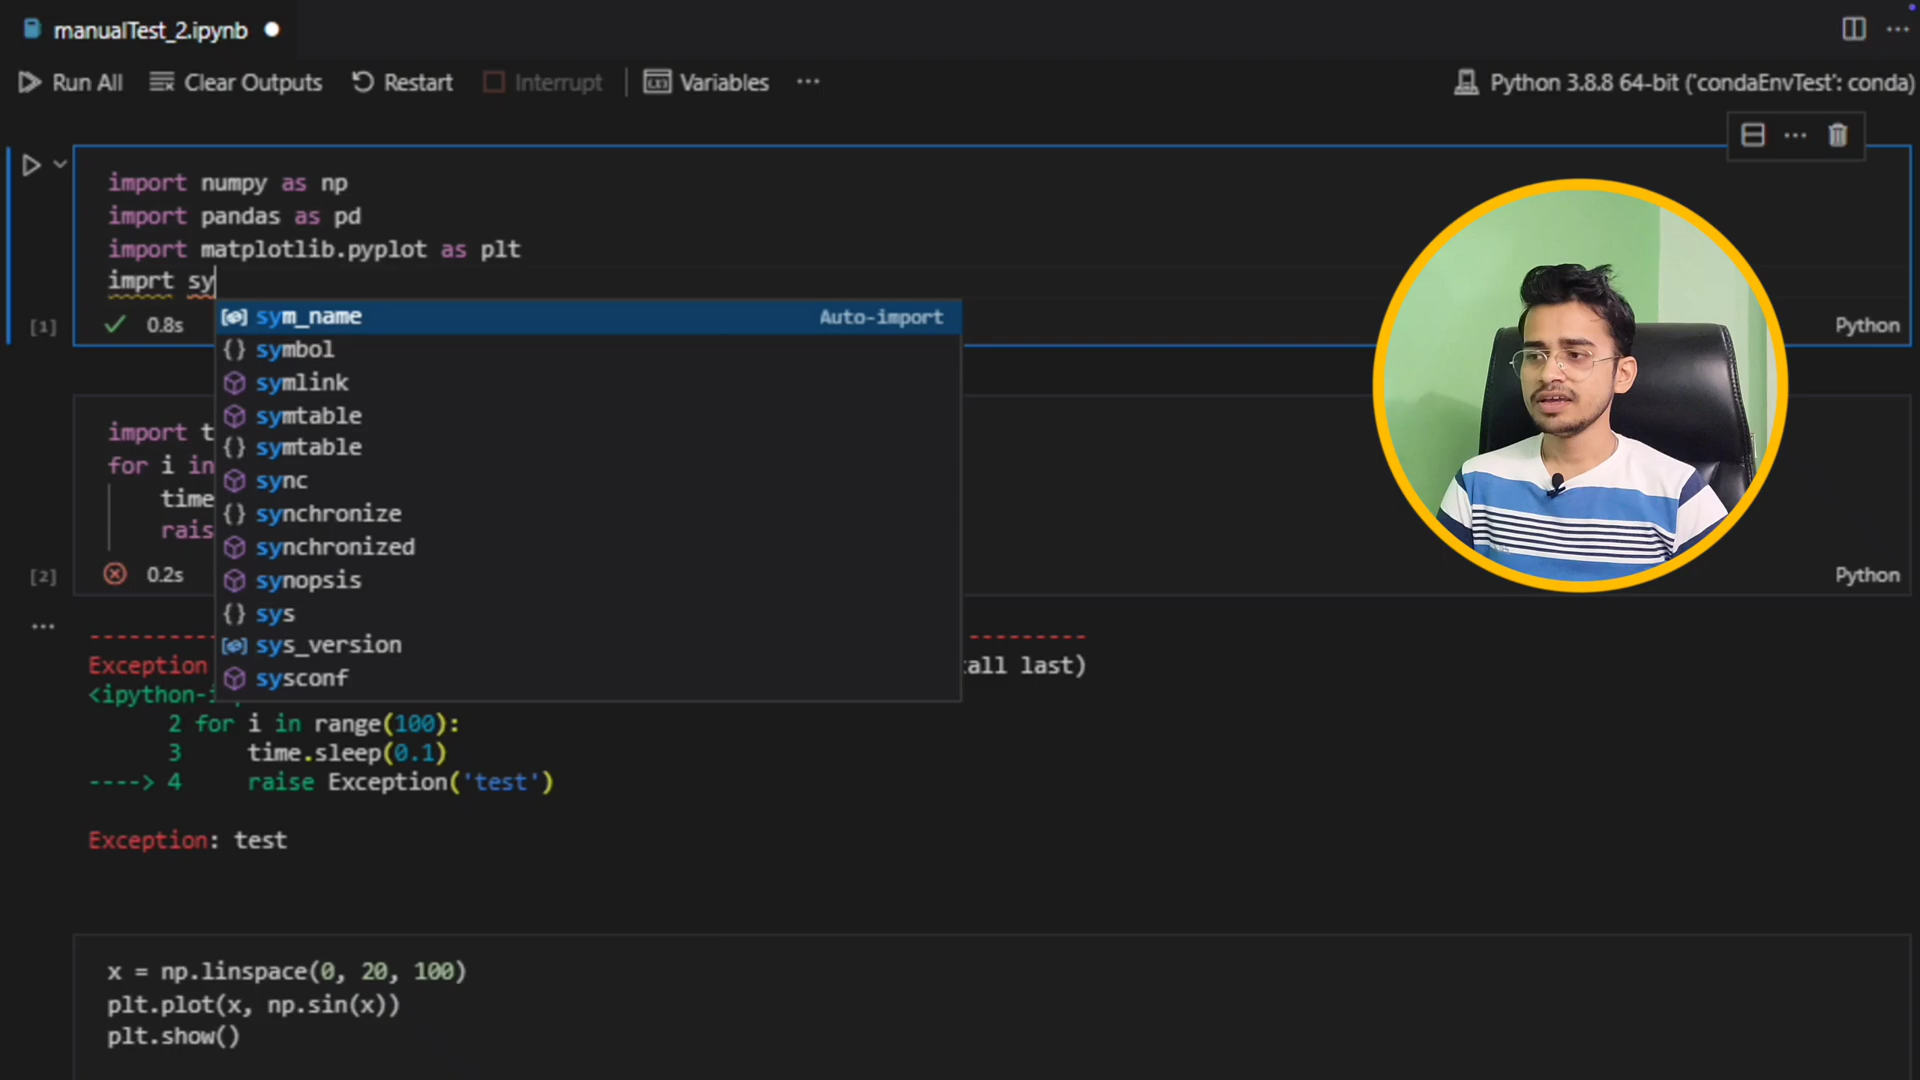 manualTest_2.ipynb
Run All Clear Outputs Restart Interrupt Variables ... Python 3.8.8 64-bit ('condaEnvTest': conda)
import numpy as np
import pandas as pd
import matplotlib.pyplot as plt
imprt sy
[1] 0.8s Python
sym_name Auto-import
symbol
symlink
symtable
symtable
sync
synchronize
synchronized
synopsis
sys
sys_version
sysconf
import t
for i in
time
rais
[2] 0.2s Python
Exception all last)
<ipython-i
2 for i in range(100):
3 time.sleep(0.1)
----> 4 raise Exception('test')
Exception: test
x = np.linspace(0, 20, 100)
plt.plot(x, np.sin(x))
plt.show()